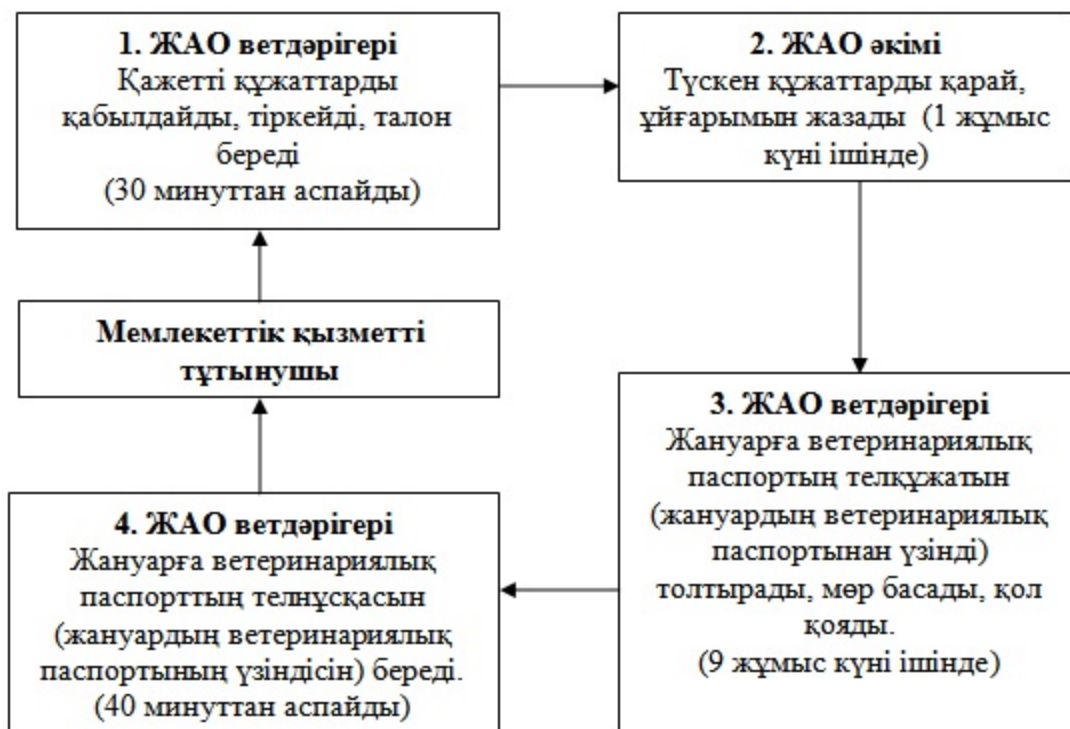 1. ЖАО ветдәрігері
Қажетті құжаттарды
қабылдайды, тіркейді, талон
береді
(30 минуттан аспайды)
2. ЖАО әкімі
Түскен құжаттарды қарай,
ұйғарымын жазады (1 жұмыс
күні ішінде)
Мемлекеттік қызметті
тұтынушы
3. ЖАО ветдәрігері
Жануарға ветеринариялық
паспортың телқұжатын
(жануардың ветеринариялық
паспортынан үзінді)
толтырады, мөр басады, қол
қояды.
(9 жұмыс күні ішінде)
4. ЖАО ветдәрігері
Жануарға ветеринариялық
паспорттың телнұсқасын
(жануардың ветеринариялық
паспортының үзіндісін) береді.
(40 минуттан аспайды)